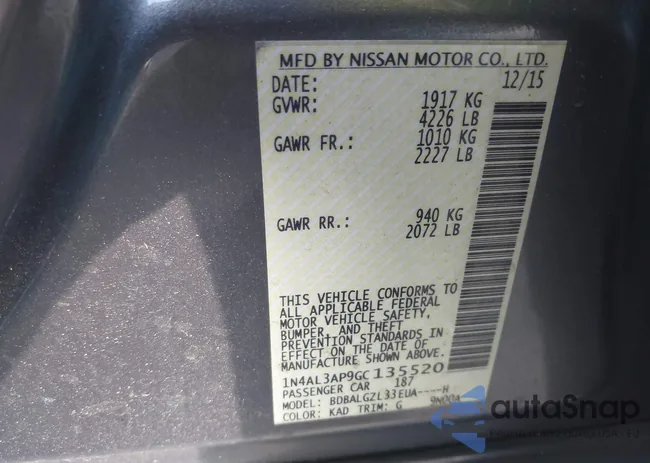 MFD BY NISSAN MOTOR CO., LTD.
DATE: 12/15
GVWR: 1917 KG
4226 LB
GAWR FR.: 1010 KG
2227 LB
GAWR RR.: 940 KG
2072 LB
THIS VEHICLE CONFORMS TO
ALL APPLICABLE FEDERAL
MOTOR VEHICLE SAFETY,
BUMPER, AND THEFT
PREVENTION STANDARDS IN
EFFECT ON THE DATE OF
MANUFACTURE SHOWN ABOVE.
1N4AL3AP9GC135520
PASSENGER CAR 187
MODEL: BDBALGZL33EUA----H
COLOR: KAD TRIM: G 9N00A
autoSnap